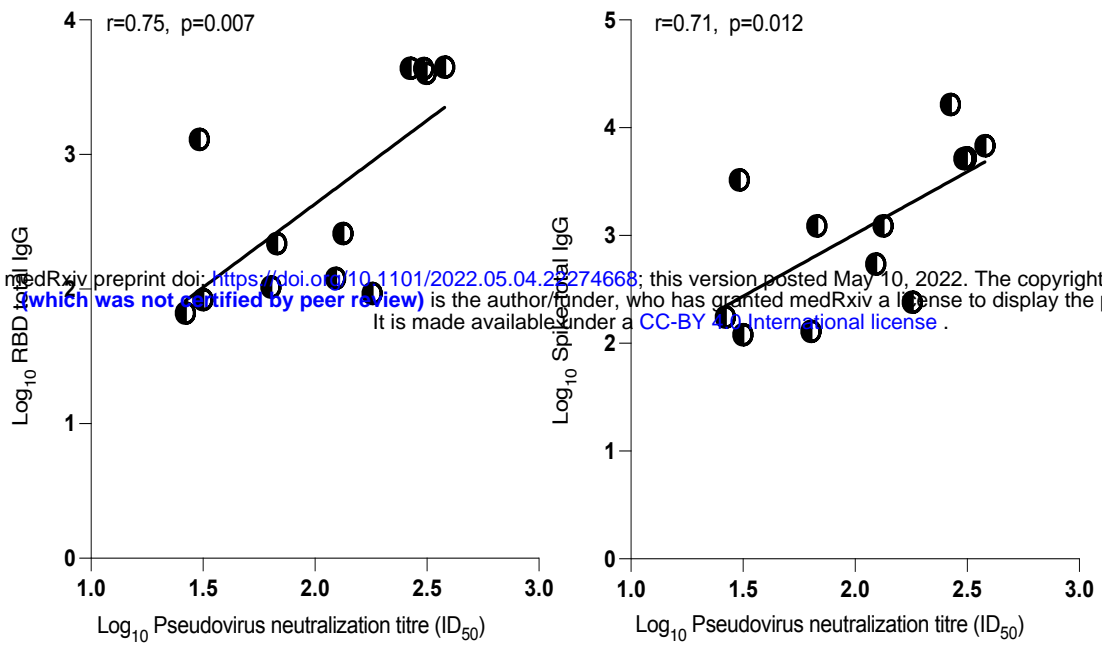 r=0.75, p=0.007
4
3
2
1
0
1.0 1.5 2.0 2.5 3.0
Log10 RBD total IgG
Log10 Pseudovirus neutralization titre (ID50)
r=0.71, p=0.012
5
4
3
2
1
0
1.0 1.5 2.0 2.5 3.0
Log10 Spike total IgG
Log10 Pseudovirus neutralization titre (ID50)
medRxiv preprint doi: https://doi.org/10.1101/2022.05.04.22274668; this version posted May 10, 2022. The copyright
(which was not certified by peer review) is the author/funder, who has granted medRxiv a license to display the
It is made available under a CC-BY 4.0 International license .